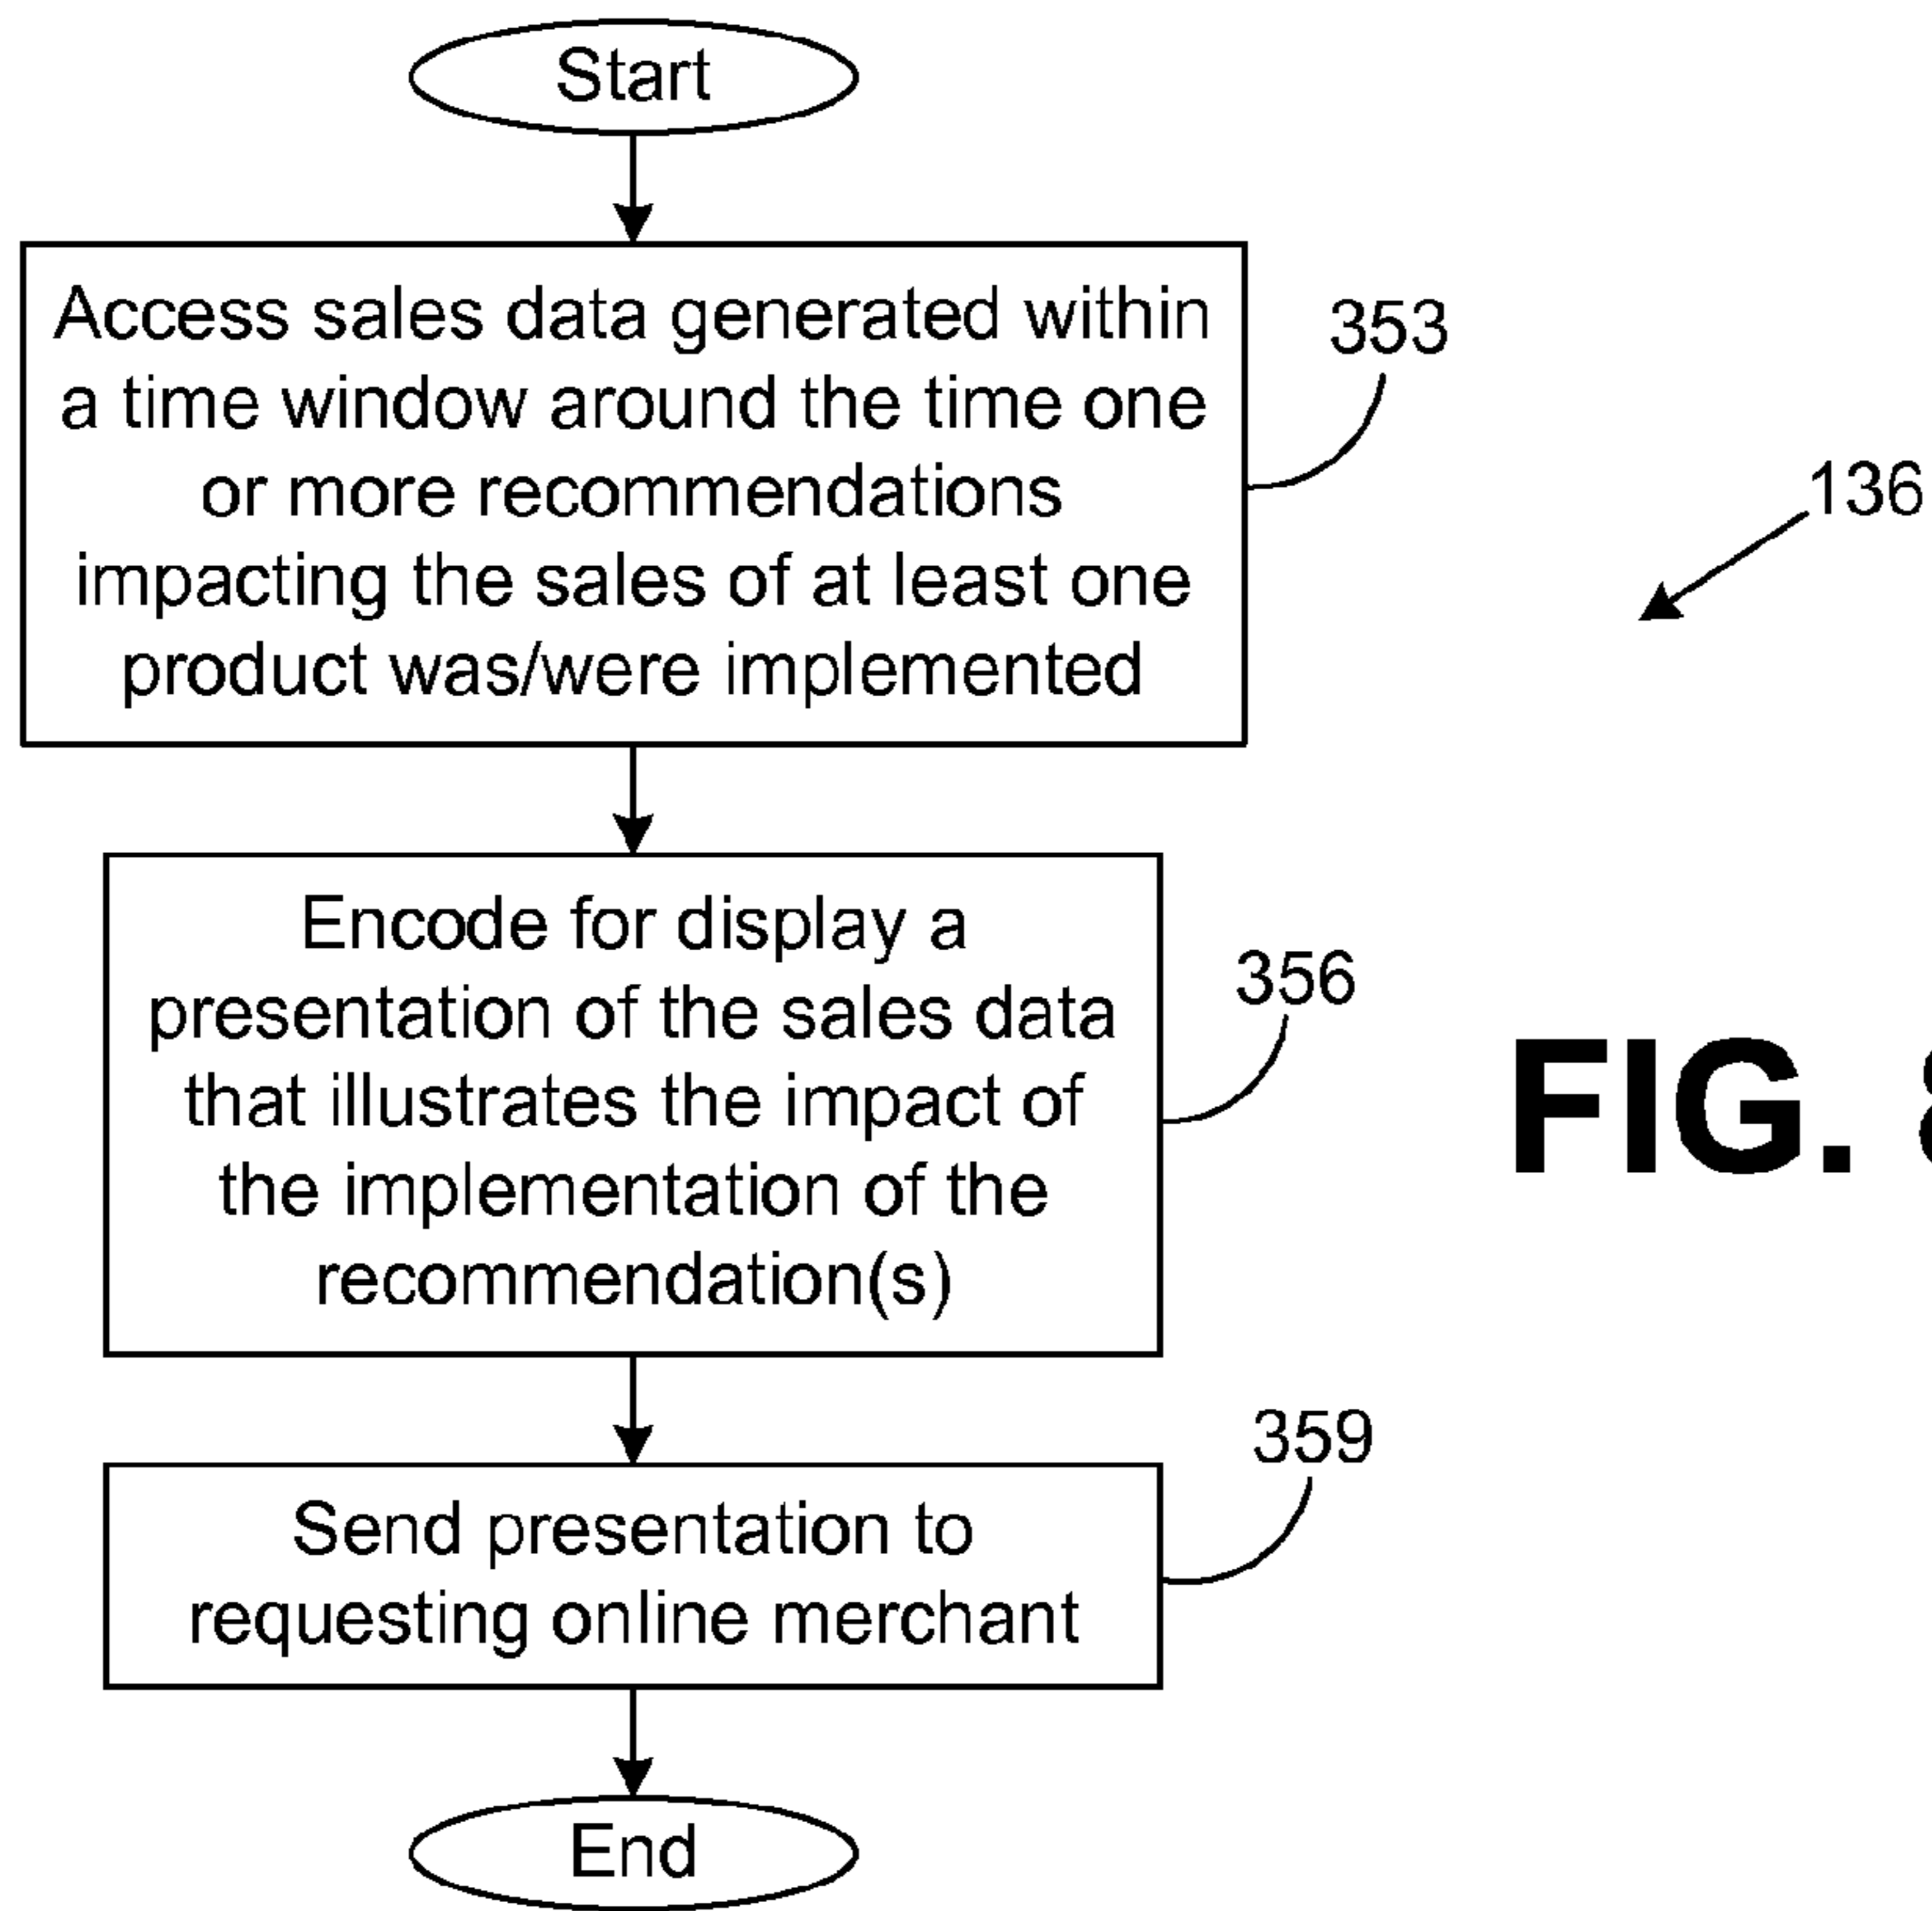 Start
Access sales data generated within
a time window around the time one
or more recommendations
impacting the sales of at least one
product was/were implemented
353
136
Encode for display a
presentation of the sales data
that illustrates the impact of
the implementation of the
recommendation(s)
356
FIG.
Send presentation to
requesting online merchant
359
End